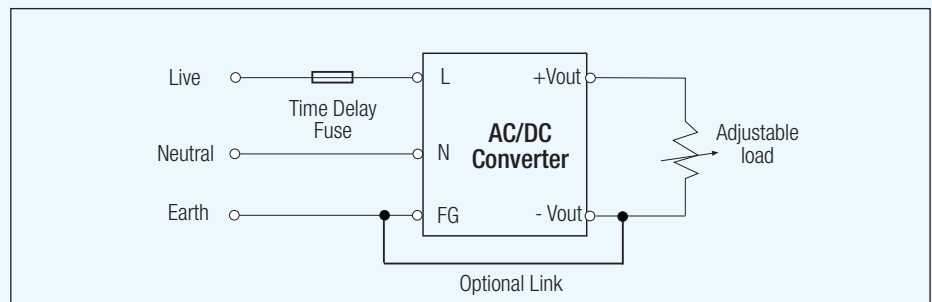 Live
Time Delay
Fuse
L
+Vout
AC/DC
Converter
Adjustable
load
Neutral
N
Earth
FG
- Vout
Optional Link